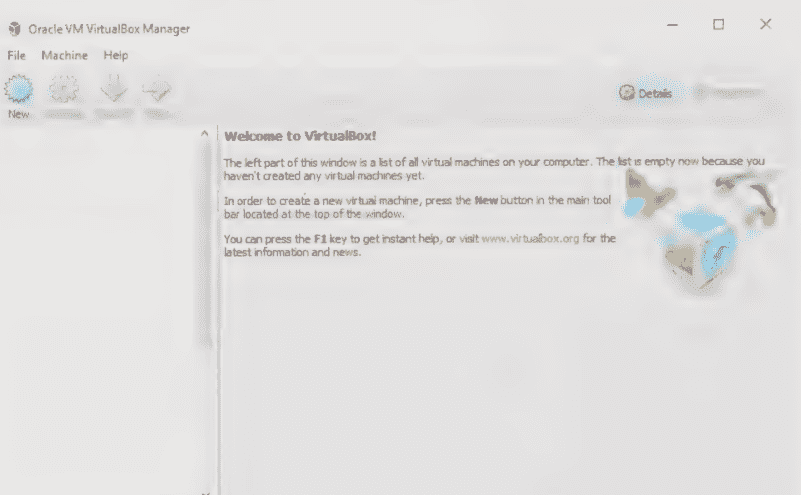 Oracle VM VirtualBox Manager
File Machine Help
New
Details
Welcome to VirtualBox!
The left part of this window is a list of all virtual machines on your computer. The list is empty now because you
haven't created any virtual machines yet.
In order to create a new virtual machine, press the New button in the main tool
bar located at the top of the window.
You can press the F1 key to get instant help, or visit www.virtualbox.org for the
latest information and news.